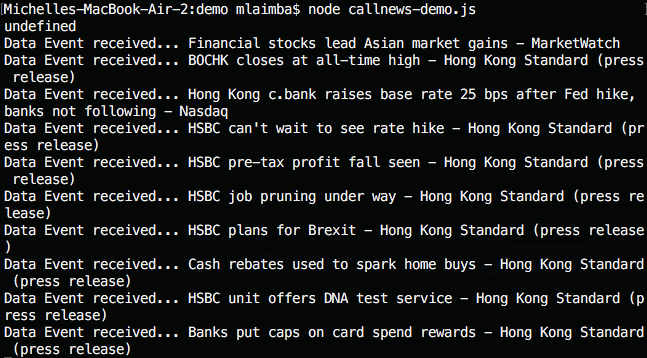 Michelles-MacBook-Air-2:demo mlaimba$ node callnews-demo.js
undefined
Data Event received... Financial stocks lead Asian market gains - MarketWatch
Data Event received... BOCHK closes at all-time high - Hong Kong Standard (press
 release)
Data Event received... Hong Kong c.bank raises base rate 25 bps after Fed hike,
banks not following - Nasdaq
Data Event received... HSBC can't wait to see rate hike - Hong Kong Standard (pr
ess release)
Data Event received... HSBC pre-tax profit fall seen - Hong Kong Standard (press
 release)
Data Event received... HSBC job pruning under way - Hong Kong Standard (press re
lease)
Data Event received... HSBC plans for Brexit - Hong Kong Standard (press release
)
Data Event received... Cash rebates used to spark home buys - Hong Kong Standard
 (press release)
Data Event received... HSBC unit offers DNA test service - Hong Kong Standard (p
ress release)
Data Event received... Banks put caps on card spend rewards - Hong Kong Standard
 (press release)